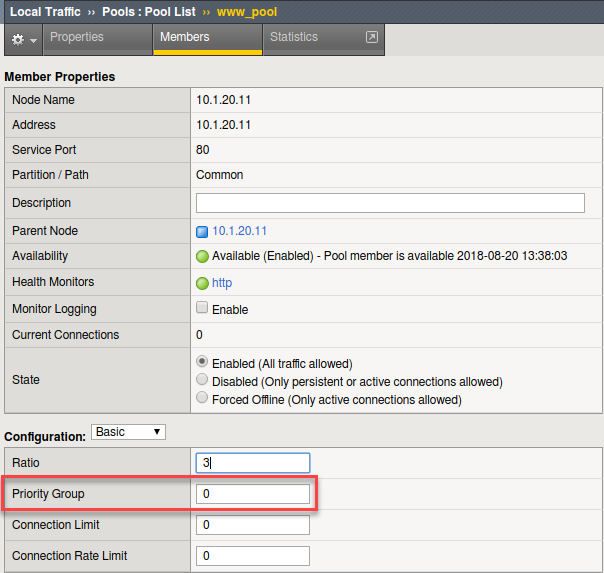 Local Traffic ›› Pools : Pool List ›› www_pool
Properties Members Statistics
Member Properties
Node Name 10.1.20.11
Address 10.1.20.11
Service Port 80
Partition / Path Common
Description
Parent Node 10.1.20.11
Availability Available (Enabled) - Pool member is available 2018-08-20 13:38:03
Health Monitors http
Monitor Logging Enable
Current Connections 0
State Enabled (All traffic allowed)
Disabled (Only persistent or active connections allowed)
Forced Offline (Only active connections allowed)
Configuration: Basic
Ratio 3
Priority Group 0
Connection Limit 0
Connection Rate Limit 0